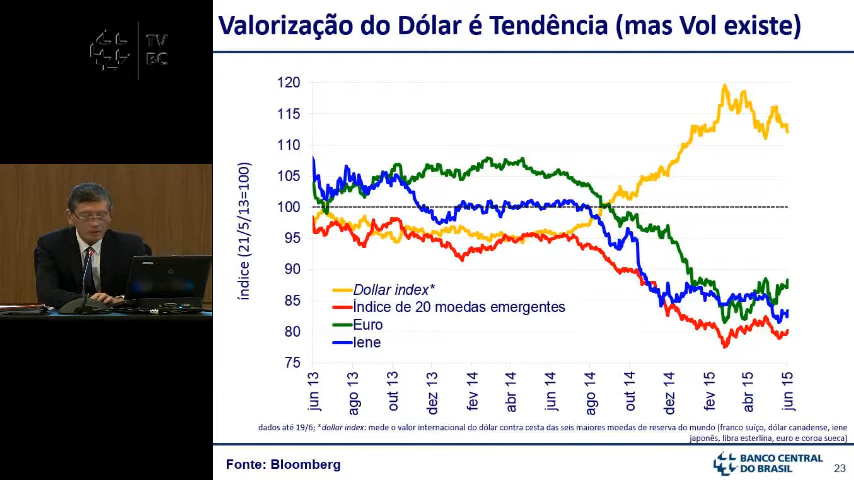 TV
BC
Valorização do Dólar é Tendência (mas Vol existe)
índice (21/5/13=100)
120
115
110
105
100
95
90
85
80
75
Dollar index*
Índice de 20 moedas emergentes
Euro
Iene
jun 13
ago 13
out 13
dez 13
fev 14
abr 14
jun 14
ago 14
out 14
dez 14
fev 15
abr 15
jun 15
dados até 19/6; *dollar index: mede o valor internacional do dólar contra cesta das seis maiores moedas de reserva do mundo (franco suíço, dólar canadense, iene
japonês, libra esterlina, euro e coroa sueca)
Fonte: Bloomberg
BANCO CENTRAL
DO BRASIL
23